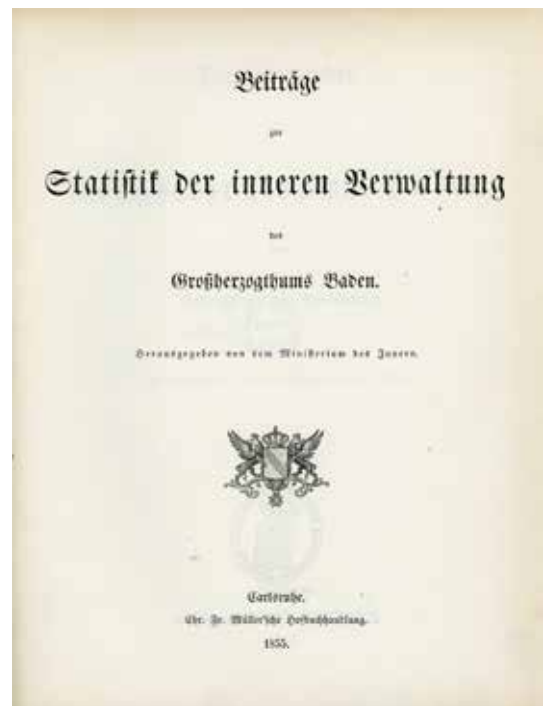 Beiträge
zur
Statistik der inneren Verwaltung
des
Großherzogthums Baden.
Herausgegeben von dem Ministerium des Innern.
Carlsruhe.
Chr. Fr. Müller'sche Hofbuchhandlung.
1855.